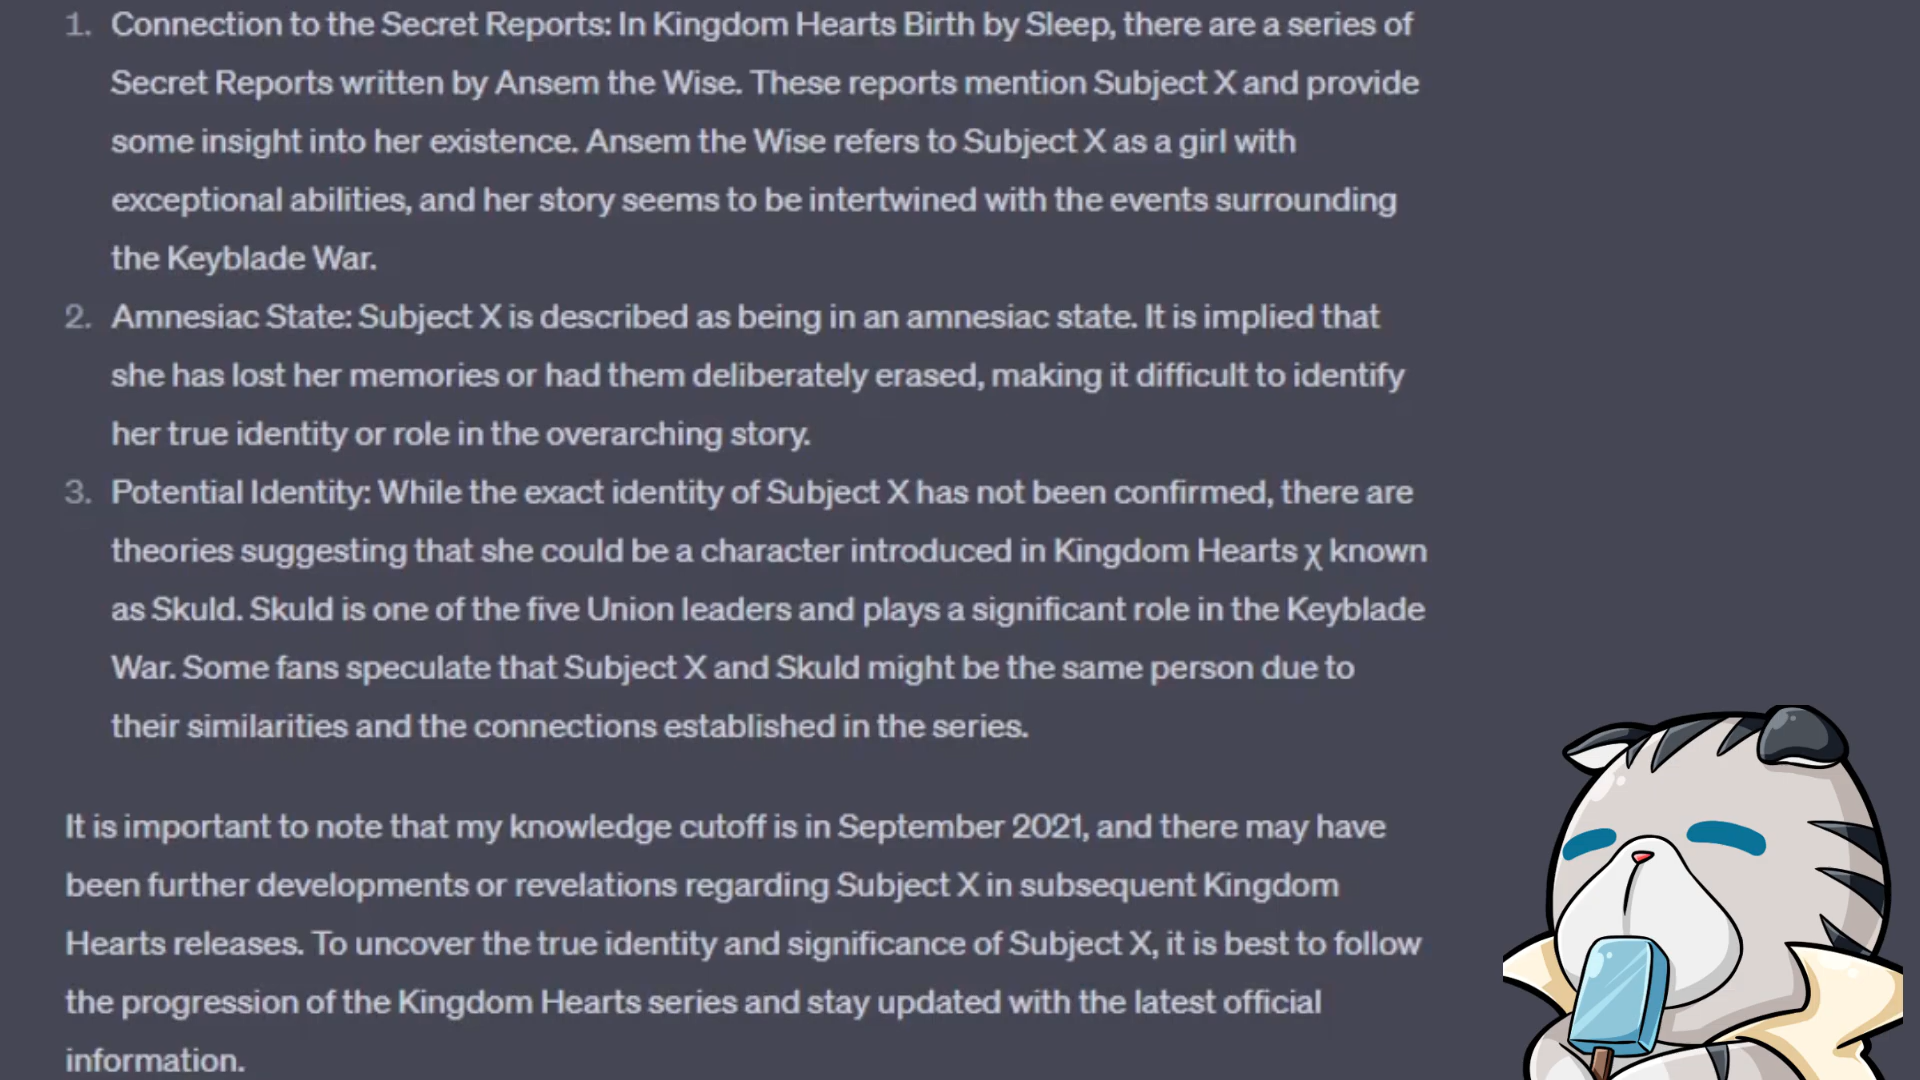 1. Connection to the Secret Reports: In Kingdom Hearts Birth by Sleep, there are a series of
Secret Reports written by Ansem the Wise. These reports mention Subject X and provide
some insight into her existence. Ansem the Wise refers to Subject X as a girl with
exceptional abilities, and her story seems to be intertwined with the events surrounding
the Keyblade War.
2. Amnesiac State: Subject X is described as being in an amnesiac state. It is implied that
she has lost her memories or had them deliberately erased, making it difficult to identify
her true identity or role in the overarching story.
3. Potential Identity: While the exact identity of Subject X has not been confirmed, there are
theories suggesting that she could be a character introduced in Kingdom Hearts χ known
as Skuld. Skuld is one of the five Union leaders and plays a significant role in the Keyblade
War. Some fans speculate that Subject X and Skuld might be the same person due to
their similarities and the connections established in the series.
It is important to note that my knowledge cutoff is in September 2021, and there may have
been further developments or revelations regarding Subject X in subsequent Kingdom
Hearts releases. To uncover the true identity and significance of Subject X, it is best to follow
the progression of the Kingdom Hearts series and stay updated with the latest official
information.